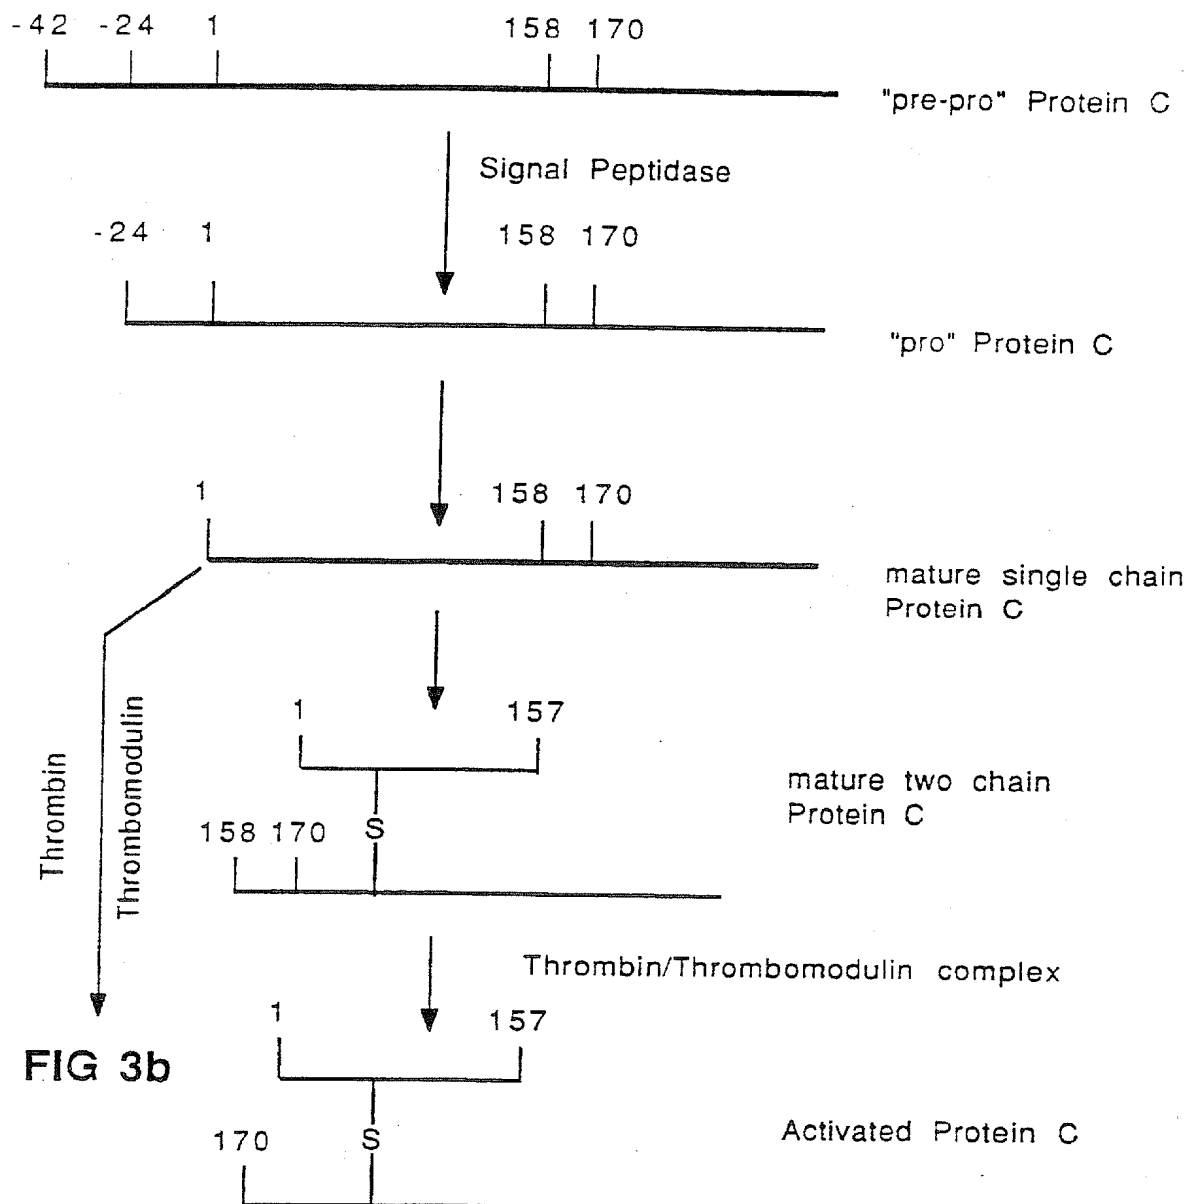 -42 -24 1 158 170
"pre-pro" Protein C
Signal Peptidase
-24 1 158 170
"pro" Protein C
1 158 170
mature single chain
Protein C
Thrombin
Thrombomodulin
1 157
mature two chain
Protein C
S
158 170
Thrombin/Thrombomodulin complex
1 157
FIG 3b
Activated Protein C
170 S